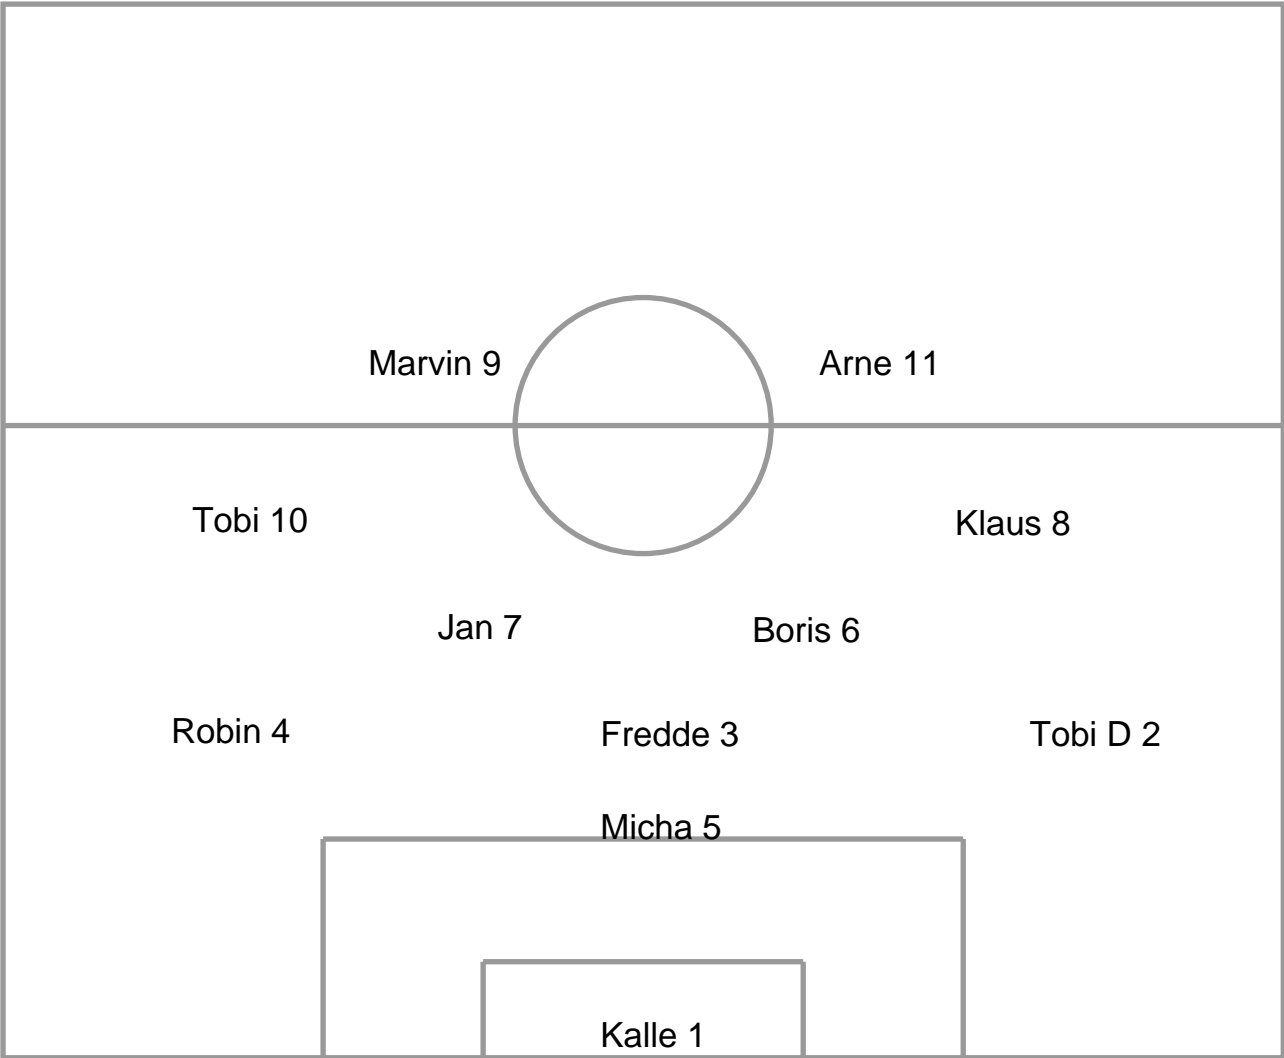 Marvin 9
Arne 11
Tobi 10
Klaus 8
Jan 7
Boris 6
Robin 4
Fredde 3
Tobi D 2
Micha 5
Kalle 1